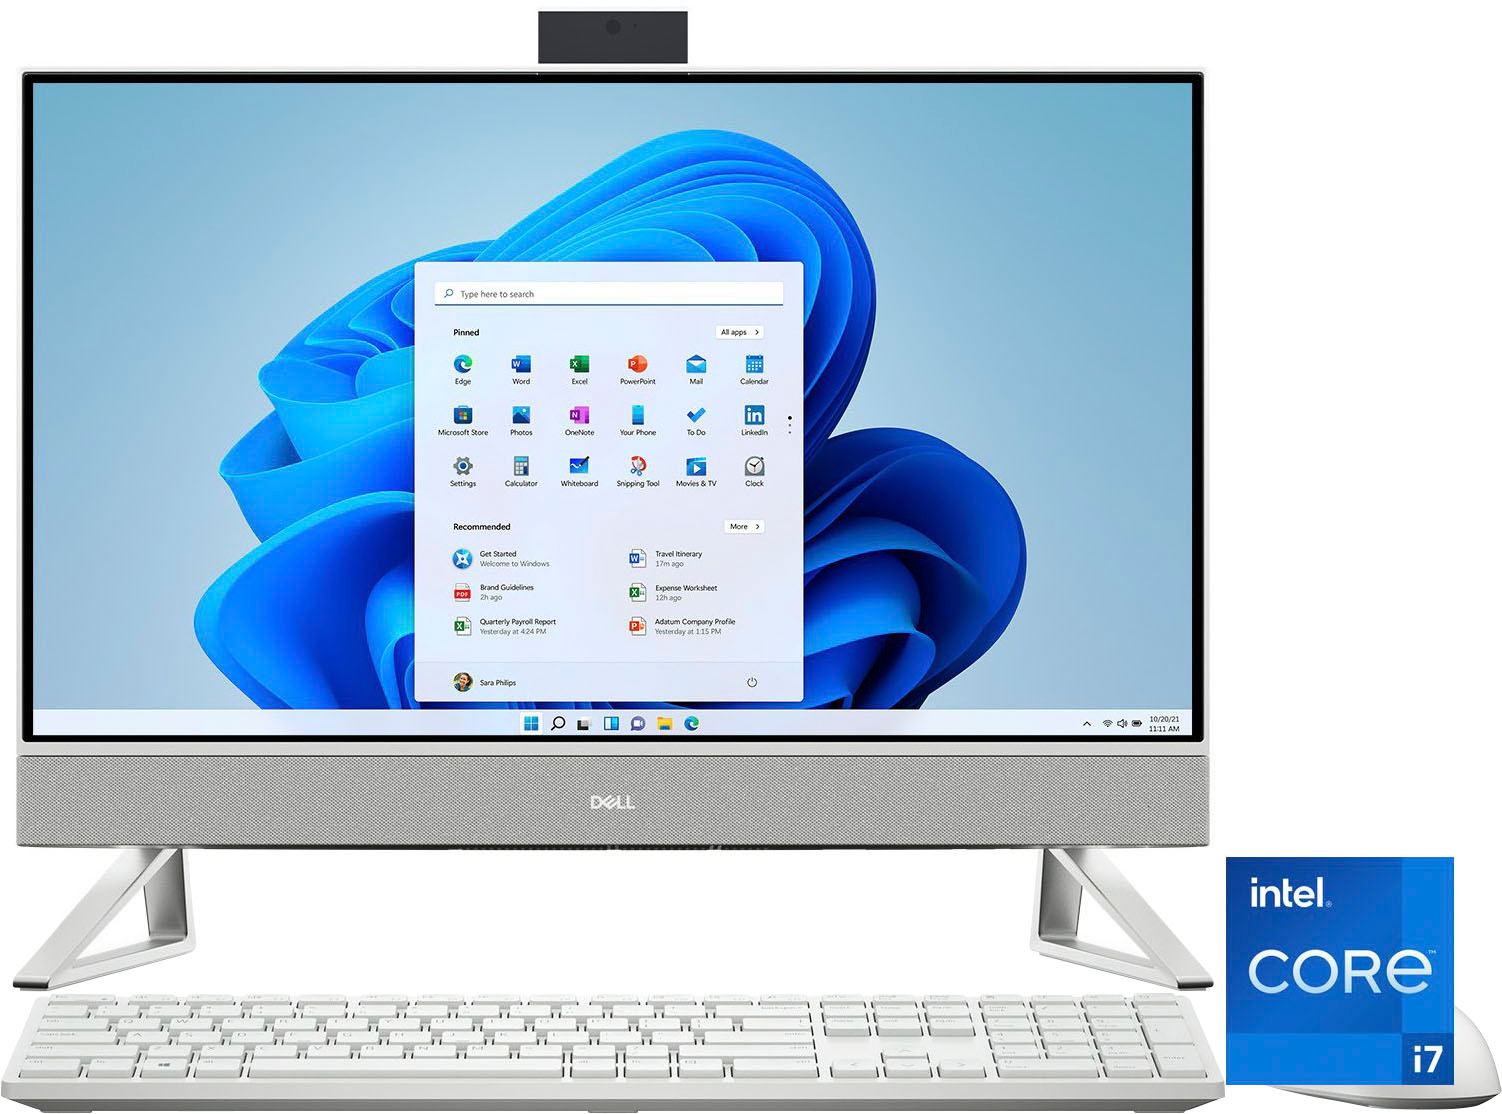 Type here to search
Pinned
All apps >
Edge Word Excel PowerPoint Mail Calendar
Microsoft Store Photos OneNote Your Phone To Do LinkedIn
Settings Calculator Whiteboard Snipping Tool Movies & TV Clock
Recommended
More >
Get Started
Welcome to Windows
Travel Itinerary
17m ago
Brand Guidelines
2h ago
Expense Worksheet
12h ago
Quarterly Payroll Report
Yesterday at 4:24 PM
Adatum Company Profile
Yesterday at 1:15 PM
Sara Philips
10/20/21
11:11 AM
DELL
intel®
CORe™
i7